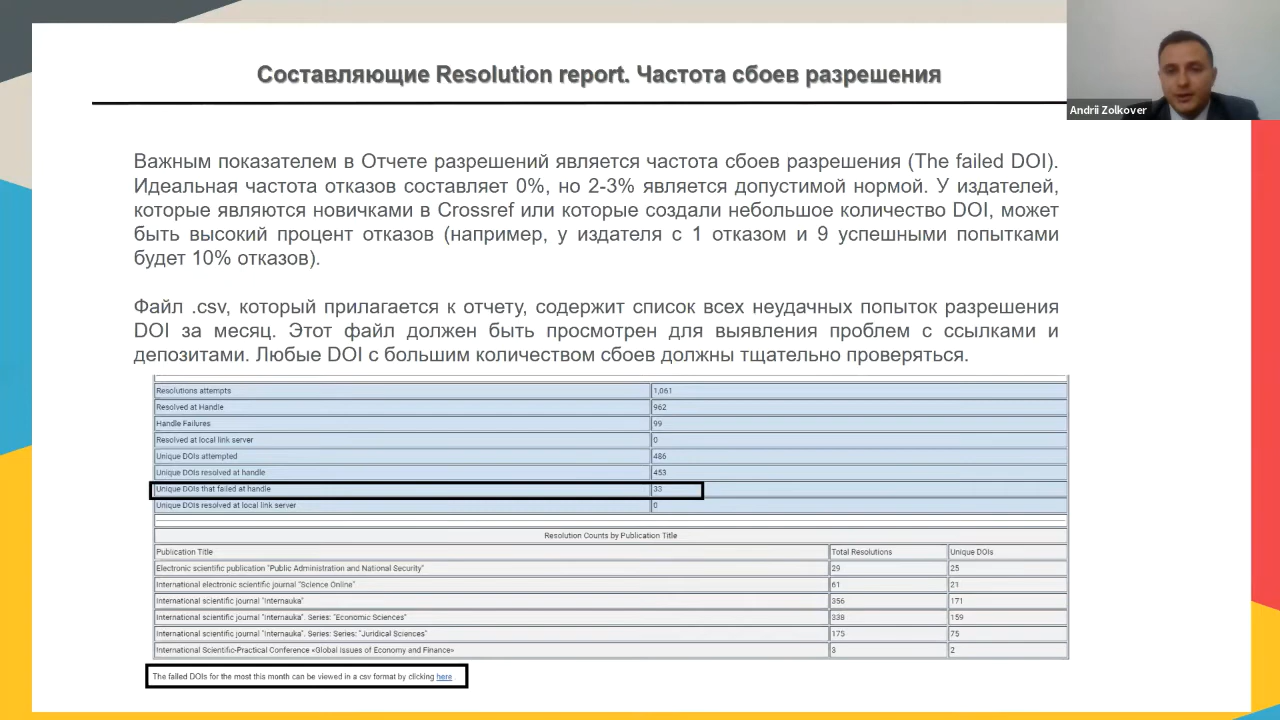 Составляющие Resolution report. Частота сбоев разрешения
Andrii Zolkover
Важным показателем в Отчете разрешений является частота сбоев разрешения (The failed DOI).
Идеальная частота отказов составляет 0%, но 2-3% является допустимой нормой. У издателей,
которые являются новичками в Crossref или которые создали небольшое количество DOI, может
быть высокий процент отказов (например, у издателя с 1 отказом и 9 успешными попытками
будет 10% отказов).
Файл .csv, который прилагается к отчету, содержит список всех неудачных попыток разрешения
DOI за месяц. Этот файл должен быть просмотрен для выявления проблем с ссылками и
депозитами. Любые DOI с большим количеством сбоев должны тщательно проверяться.
Resolutions attempts 1,061
Resolved at Handle 962
Handle Failures 99
Resolved at local link server 0
Unique DOIs attempted 486
Unique DOIs resolved at handle 453
Unique DOIs that failed at handle 33
Unique DOIs resolved at local link server 0
Resolution Counts by Publication Title
Publication Title Total Resolutions Unique DOIs
Electronic scientific publication "Public Administration and National Security" 29 25
International electronic scientific journal "Science Online" 61 21
International scientific journal "Internauka" 356 171
International scientific journal "Internauka". Series: "Economic Sciences" 338 159
International scientific journal "Internauka". Series: Series: "Juridical Sciences" 175 75
International Scientific-Practical Conference «Global Issues of Economy and Finance» 3 2
The failed DOIs for the most this month can be viewed in a csv format by clicking here